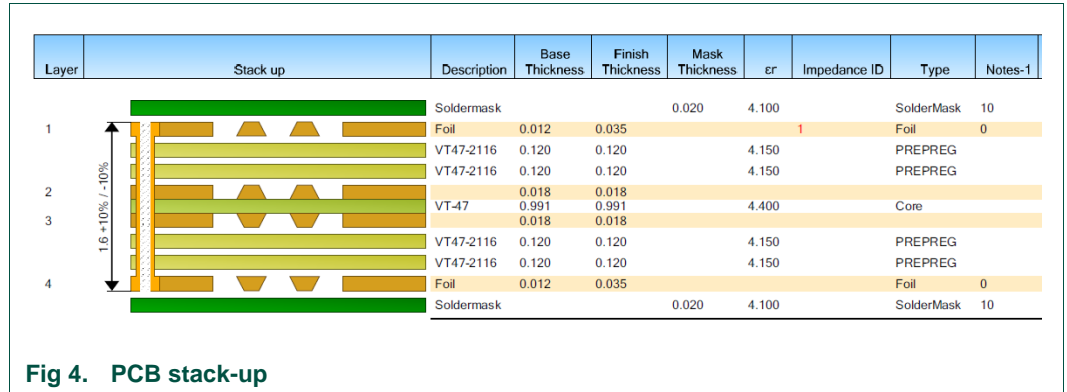 Layer Stack up Description Base Thickness Finish Thickness Mask Thickness εr Impedance ID Type Notes-1
Soldermask 0.020 4.100 SolderMask 10
1 Foil 0.012 0.035 1 Foil 0
VT47-2116 0.120 0.120 4.150 PREPREG
VT47-2116 0.120 0.120 4.150 PREPREG
2 0.018 0.018
VT-47 0.991 0.991 4.400 Core
3 0.018 0.018
1.6 +10% / -10%
VT47-2116 0.120 0.120 4.150 PREPREG
VT47-2116 0.120 0.120 4.150 PREPREG
4 Foil 0.012 0.035 Foil 0
Soldermask 0.020 4.100 SolderMask 10
Fig 4. PCB stack-up